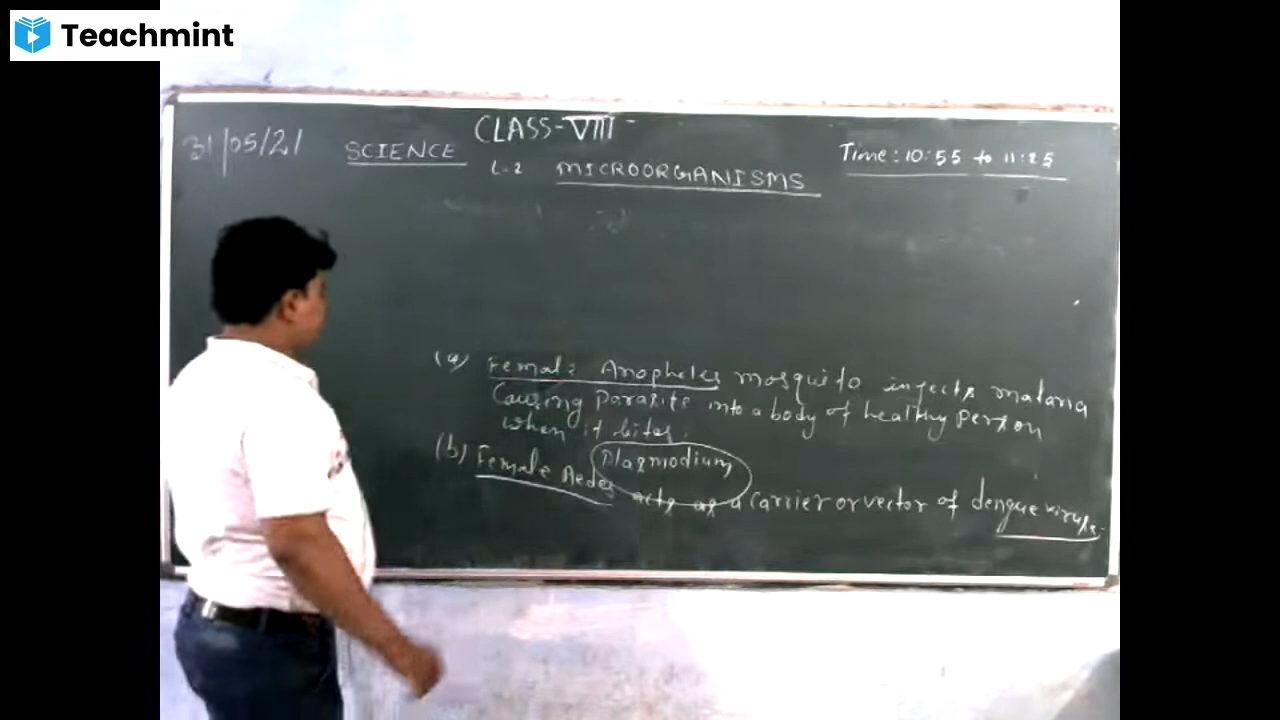 Teachmint
CLASS-VIII
31/05/21
SCIENCE
Time: 10:55 to 11:25
L-2 MICROORGANISMS
(a) Female Anopheles mosquito infects malaria
Causing parasite into a body of healthy person
when it bites.
Plasmodium
(b) Female Aedes acts as a carrier or vector of dengue virus.